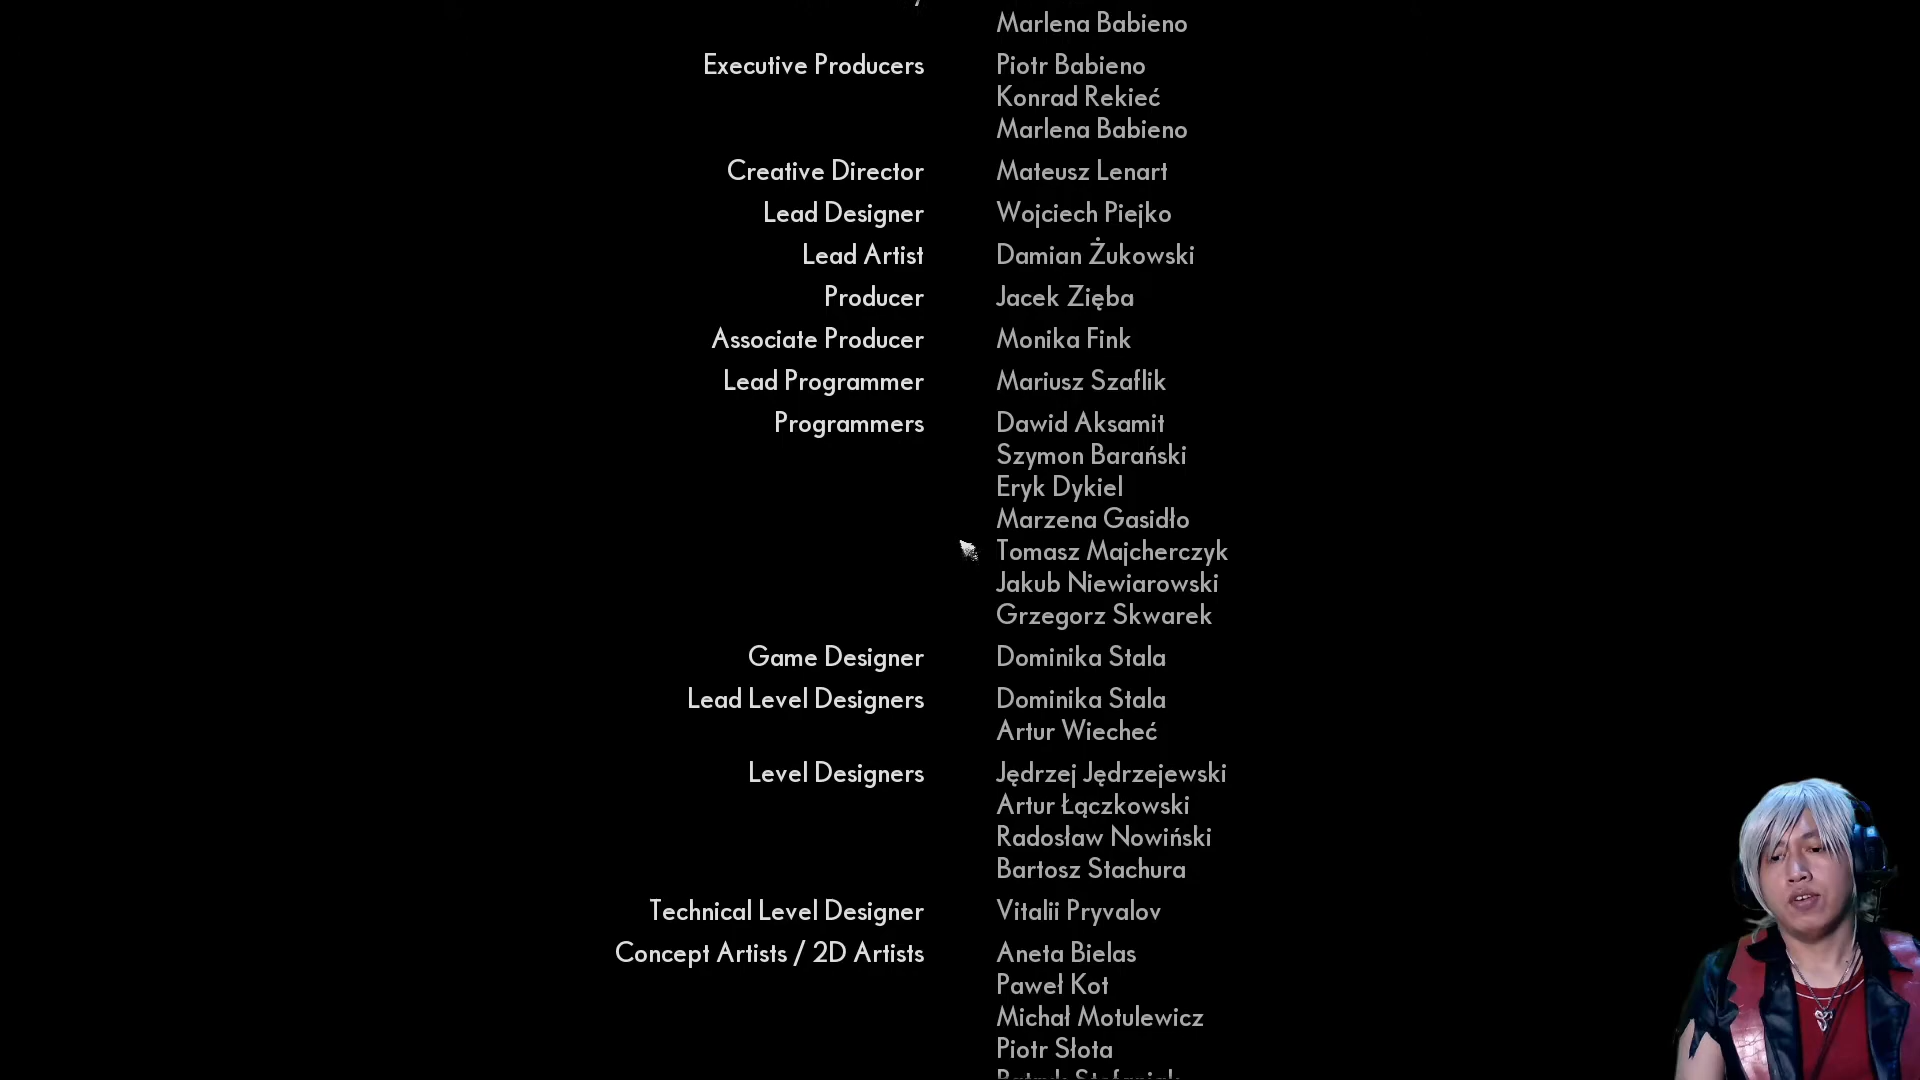 Marlena Babieno
Executive Producers Piotr Babieno
Konrad Rekieć
Marlena Babieno
Creative Director Mateusz Lenart
Lead Designer Wojciech Piejko
Lead Artist Damian Żukowski
Producer Jacek Zięba
Associate Producer Monika Fink
Lead Programmer Mariusz Szaflik
Programmers Dawid Aksamit
Szymon Barański
Eryk Dykiel
Marzena Gasidło
Tomasz Majcherczyk
Jakub Niewiarowski
Grzegorz Skwarek
Game Designer Dominika Stala
Lead Level Designers Dominika Stala
Artur Wiecheć
Level Designers Jędrzej Jędrzejewski
Artur Łączkowski
Radosław Nowiński
Bartosz Stachura
Technical Level Designer Vitalii Pryvalov
Concept Artists / 2D Artists Aneta Bielas
Paweł Kot
Michał Motulewicz
Piotr Słota